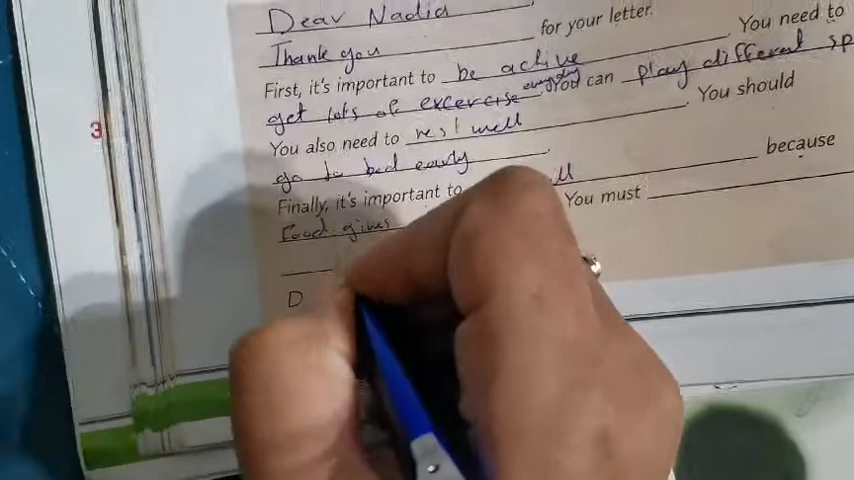 Dear Nadia
Thank you for your letter.
First, it's important to be active You need to
get lots of excercise everyday You can play different sp
You also need to rest well You should
go to bed early
Finally, it's important to ll You must because
Food gives
D
3